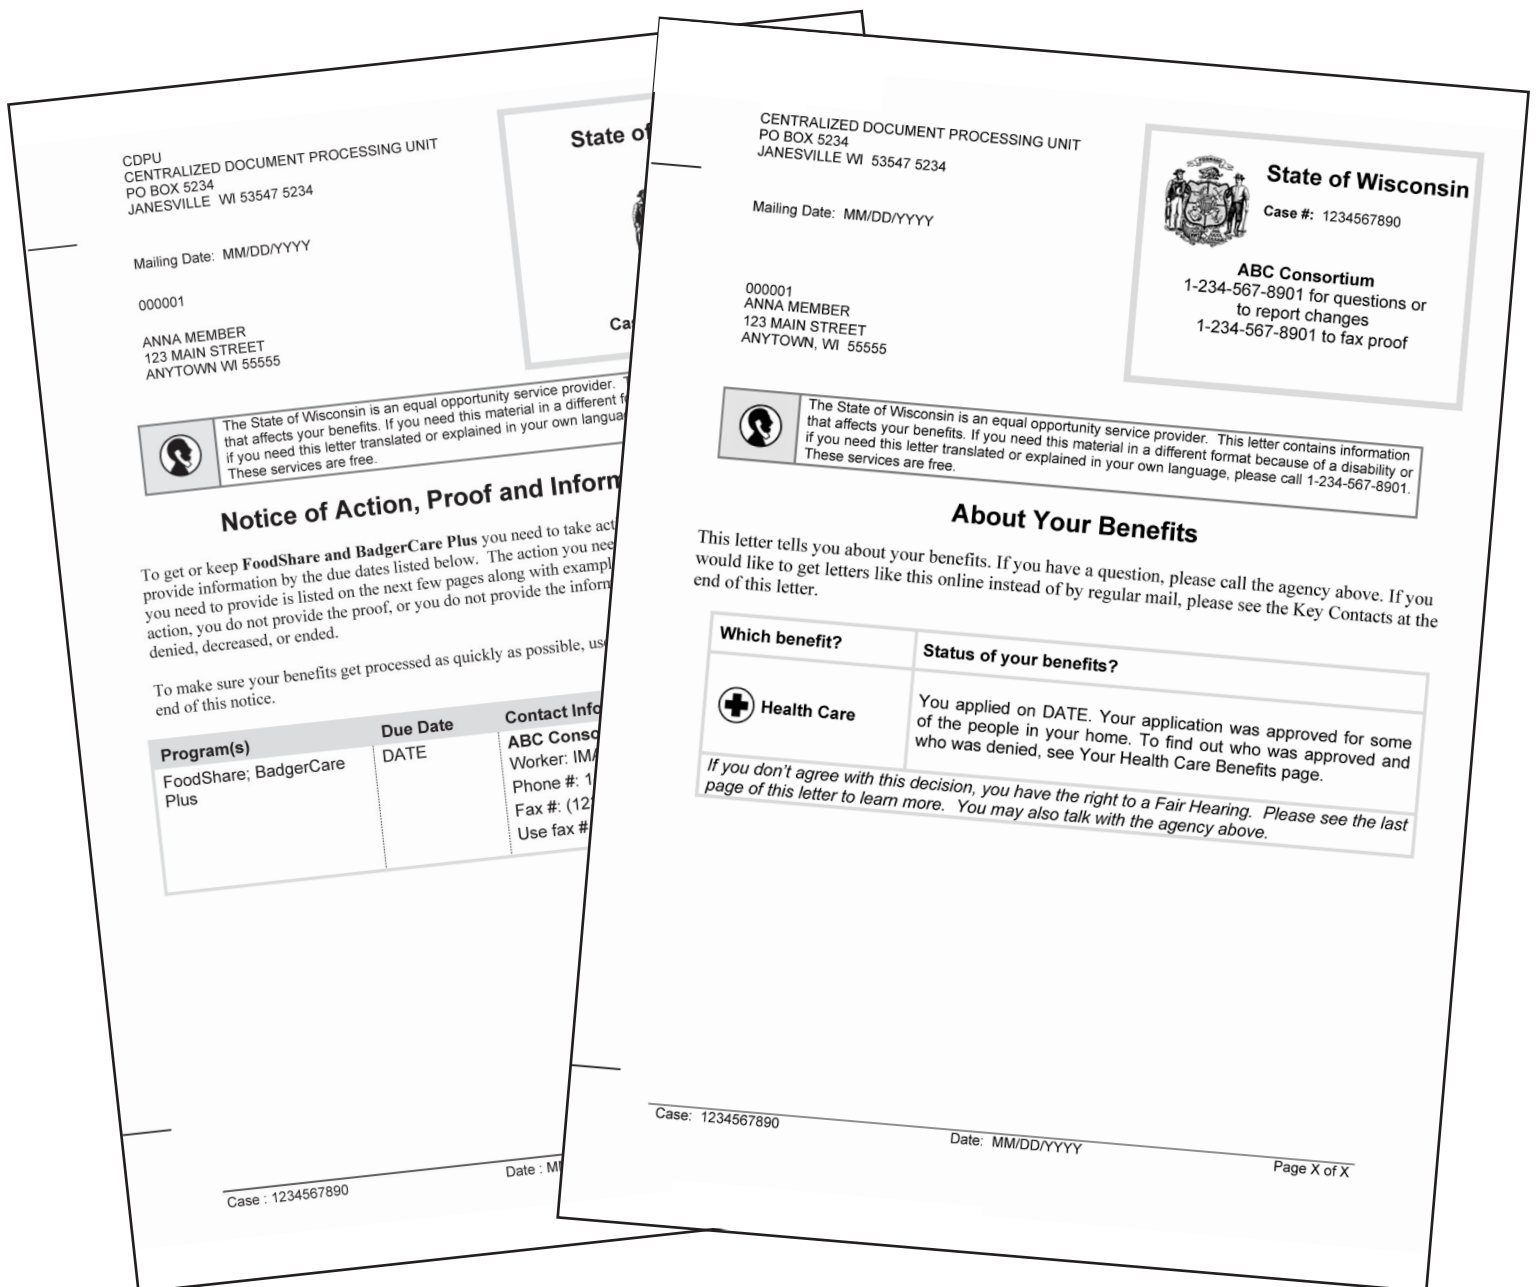 CDPU
CENTRALIZED DOCUMENT PROCESSING UNIT
PO BOX 5234
JANESVILLE WI 53547 5234
Mailing Date: MM/DD/YYYY
000001
ANNA MEMBER
123 MAIN STREET
ANYTOWN WI 55555
State of
The State of Wisconsin is an equal opportunity service provider.
that affects your benefits. If you need this material in a different
if you need this letter translated or explained in your own
These services are free.
Notice of Action, Proof and
To get or keep FoodShare and BadgerCare Plus you need to take
provide information by the due dates listed below. The action you
you need to provide is listed on the next few pages along with
action, you do not provide the proof, or you do not provide the
denied, decreased, or ended.
To make sure your benefits get processed as quickly as possible,
end of this notice.
Program(s)
Due Date
Contact
FoodShare; BadgerCare
Plus
DATE
ABC
Worker:
Phone #: 1
Fax #: (12
Use fax #
Case : 1234567890
Date :
CENTRALIZED DOCUMENT PROCESSING UNIT
PO BOX 5234
JANESVILLE WI 53547 5234
Mailing Date: MM/DD/YYYY
000001
ANNA MEMBER
123 MAIN STREET
ANYTOWN, WI 55555
State of Wisconsin
Case #: 1234567890
ABC Consortium
1-234-567-8901 for questions or
to report changes
1-234-567-8901 to fax proof
The State of Wisconsin is an equal opportunity service provider. This letter contains information
that affects your benefits. If you need this material in a different format because of a disability or
if you need this letter translated or explained in your own language, please call 1-234-567-8901.
These services are free.
About Your Benefits
This letter tells you about your benefits. If you have a question, please call the agency above. If you
would like to get letters like this online instead of by regular mail, please see the Key Contacts at the
end of this letter.
Which benefit?
Status of your benefits?
Health Care
You applied on DATE. Your application was approved for some
of the people in your home. To find out who was approved and
who was denied, see Your Health Care Benefits page.
If you don't agree with this decision, you have the right to a Fair Hearing. Please see the last
page of this letter to learn more. You may also talk with the agency above.
Case: 1234567890
Date: MM/DD/YYYY
Page X of X